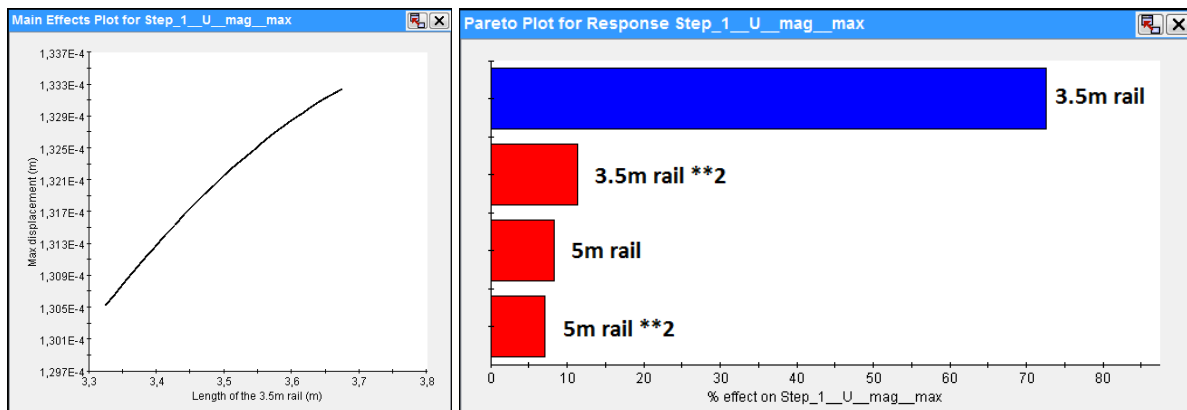 Main Effects Plot for Step_1__U__mag__max
1,337E-4
1,333E-4
1,329E-4
1,325E-4
1,321E-4
1,317E-4
1,313E-4
1,309E-4
1,305E-4
1,301E-4
1,297E-4
Max displacement (m)
3,3 3,4 3,5 3,6 3,7 3,8
Length of the 3.5m rail (m)
Pareto Plot for Response Step_1__U__mag__max
3.5m rail
3.5m rail **2
5m rail
5m rail **2
0 10 20 30 40 50 60 70 80
% effect on Step_1__U__mag__max